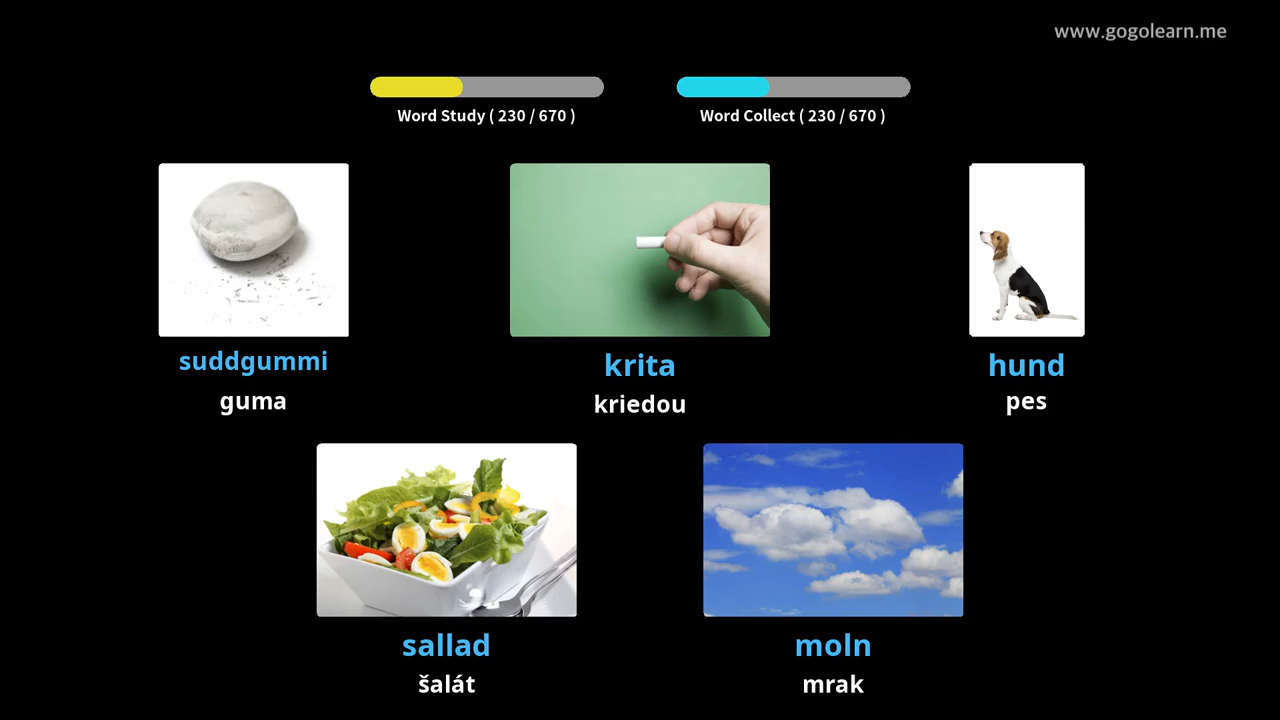 www.gogolearn.me
Word Study ( 230 / 670 )
Word Collect ( 230 / 670 )
suddgummi
guma
krita
kriedou
hund
pes
sallad
šalát
moln
mrak